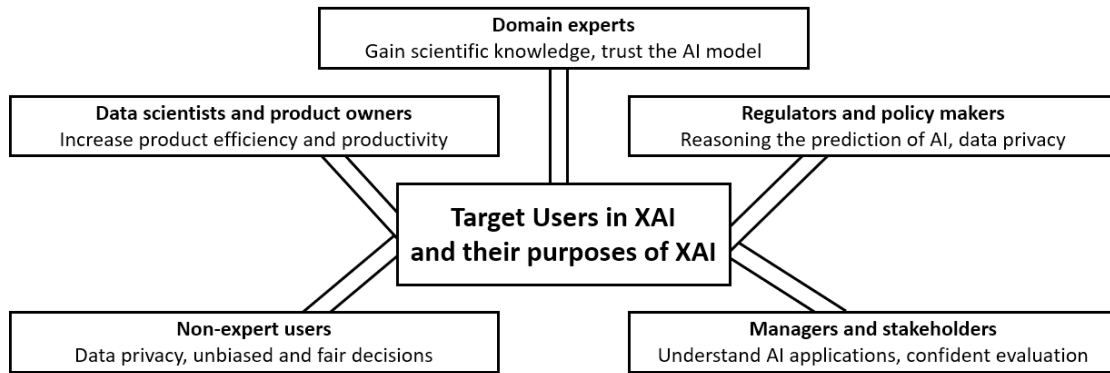 Domain experts
Gain scientific knowledge, trust the AI model
Data scientists and product owners
Increase product efficiency and productivity
Regulators and policy makers
Reasoning the prediction of AI, data privacy
Target Users in XAI
and their purposes of XAI
Non-expert users
Data privacy, unbiased and fair decisions
Managers and stakeholders
Understand AI applications, confident evaluation